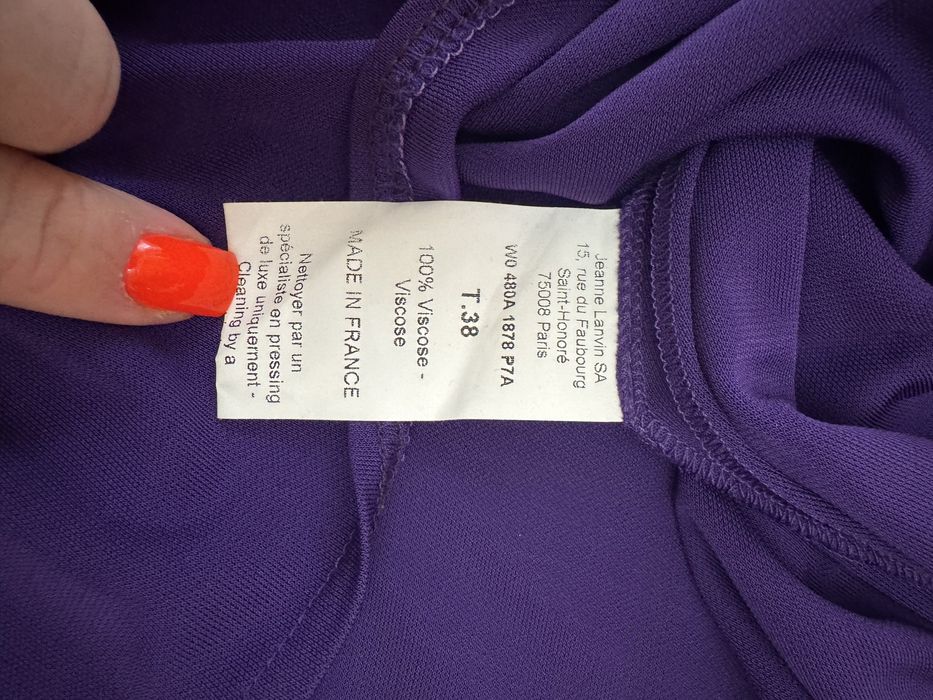 Jeanne Lanvin SA
15, rue du Faubourg
Saint-Honoré
75008 Paris
W0 480A 1878 P7A
T.38
100% Viscose -
Viscose
MADE IN FRANCE
Nettoyer par un
spécialiste en pressing
de luxe uniquement -
Cleaning by a